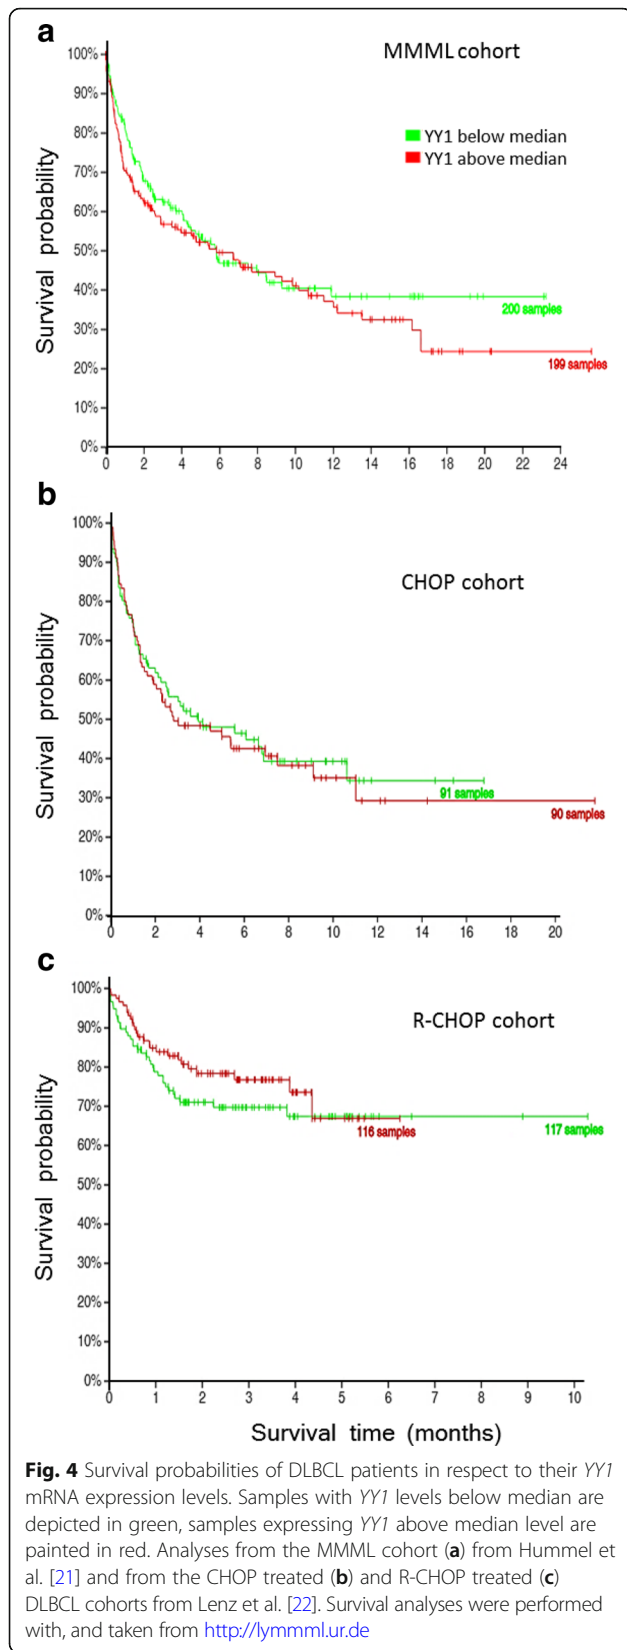 a
MMML cohort
YY1 below median
YY1 above median
Survival probability
100%
90%
80%
70%
60%
50%
40%
30%
20%
10%
0%
200 samples
199 samples
0 2 4 6 8 10 12 14 16 18 20 22 24
b
CHOP cohort
Survival probability
100%
90%
80%
70%
60%
50%
40%
30%
20%
10%
0%
91 samples
90 samples
0 2 4 6 8 10 12 14 16 18 20
c
R-CHOP cohort
Survival probability
100%
90%
80%
70%
60%
50%
40%
30%
20%
10%
0%
116 samples
117 samples
0 1 2 3 4 5 6 7 8 9 10
Survival time (months)
Fig. 4 Survival probabilities of DLBCL patients in respect to their YY1
mRNA expression levels. Samples with YY1 levels below median are
depicted in green, samples expressing YY1 above median level are
painted in red. Analyses from the MMML cohort (a) from Hummel et
al. [21] and from the CHOP treated (b) and R-CHOP treated (c)
DLBCL cohorts from Lenz et al. [22]. Survival analyses were performed
with, and taken from http://lymmml.ur.de